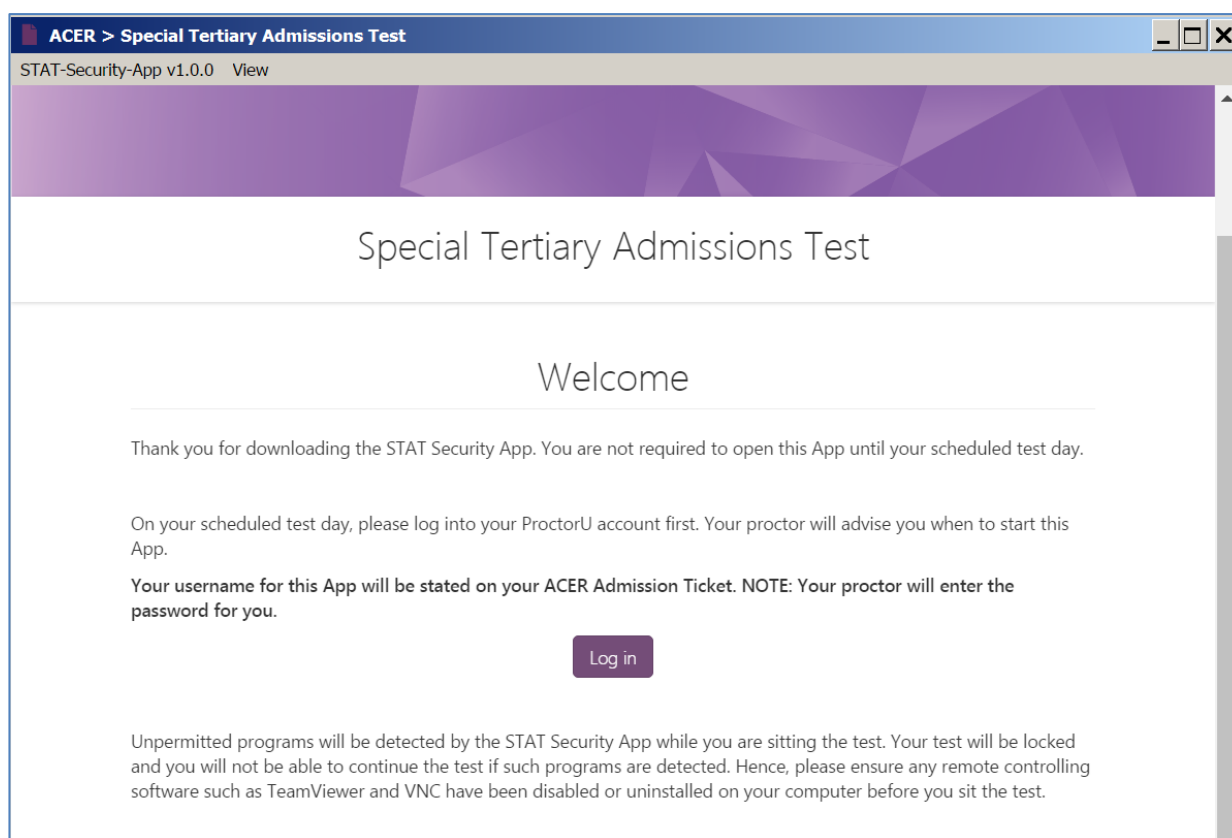 ACER > Special Tertiary Admissions Test
STAT-Security-App v1.0.0 View
Special Tertiary Admissions Test
Welcome
Thank you for downloading the STAT Security App. You are not required to open this App until your scheduled test day.
On your scheduled test day, please log into your ProctorU account first. Your proctor will advise you when to start this
App.
Your username for this App will be stated on your ACER Admission Ticket. NOTE: Your proctor will enter the
password for you.
Log in
Unpermitted programs will be detected by the STAT Security App while you are sitting the test. Your test will be locked
and you will not be able to continue the test if such programs are detected. Hence, please ensure any remote controlling
software such as TeamViewer and VNC have been disabled or uninstalled on your computer before you sit the test.